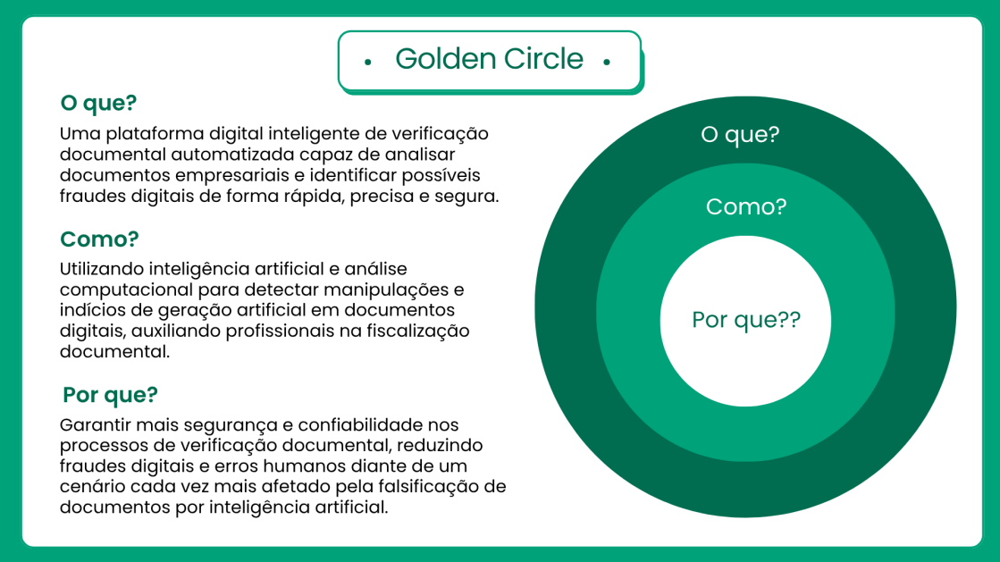 • Golden Circle •
O que?
Uma plataforma digital inteligente de verificação
documental automatizada capaz de analisar
documentos empresariais e identificar possíveis
fraudes digitais de forma rápida, precisa e segura.
Como?
Utilizando inteligência artificial e análise
computacional para detectar manipulações e
indícios de geração artificial em documentos
digitais, auxiliando profissionais na fiscalização
documental.
Por que?
Garantir mais segurança e confiabilidade nos
processos de verificação documental, reduzindo
fraudes digitais e erros humanos diante de um
cenário cada vez mais afetado pela falsificação de
documentos por inteligência artificial.
O que?
Como?
Por que??